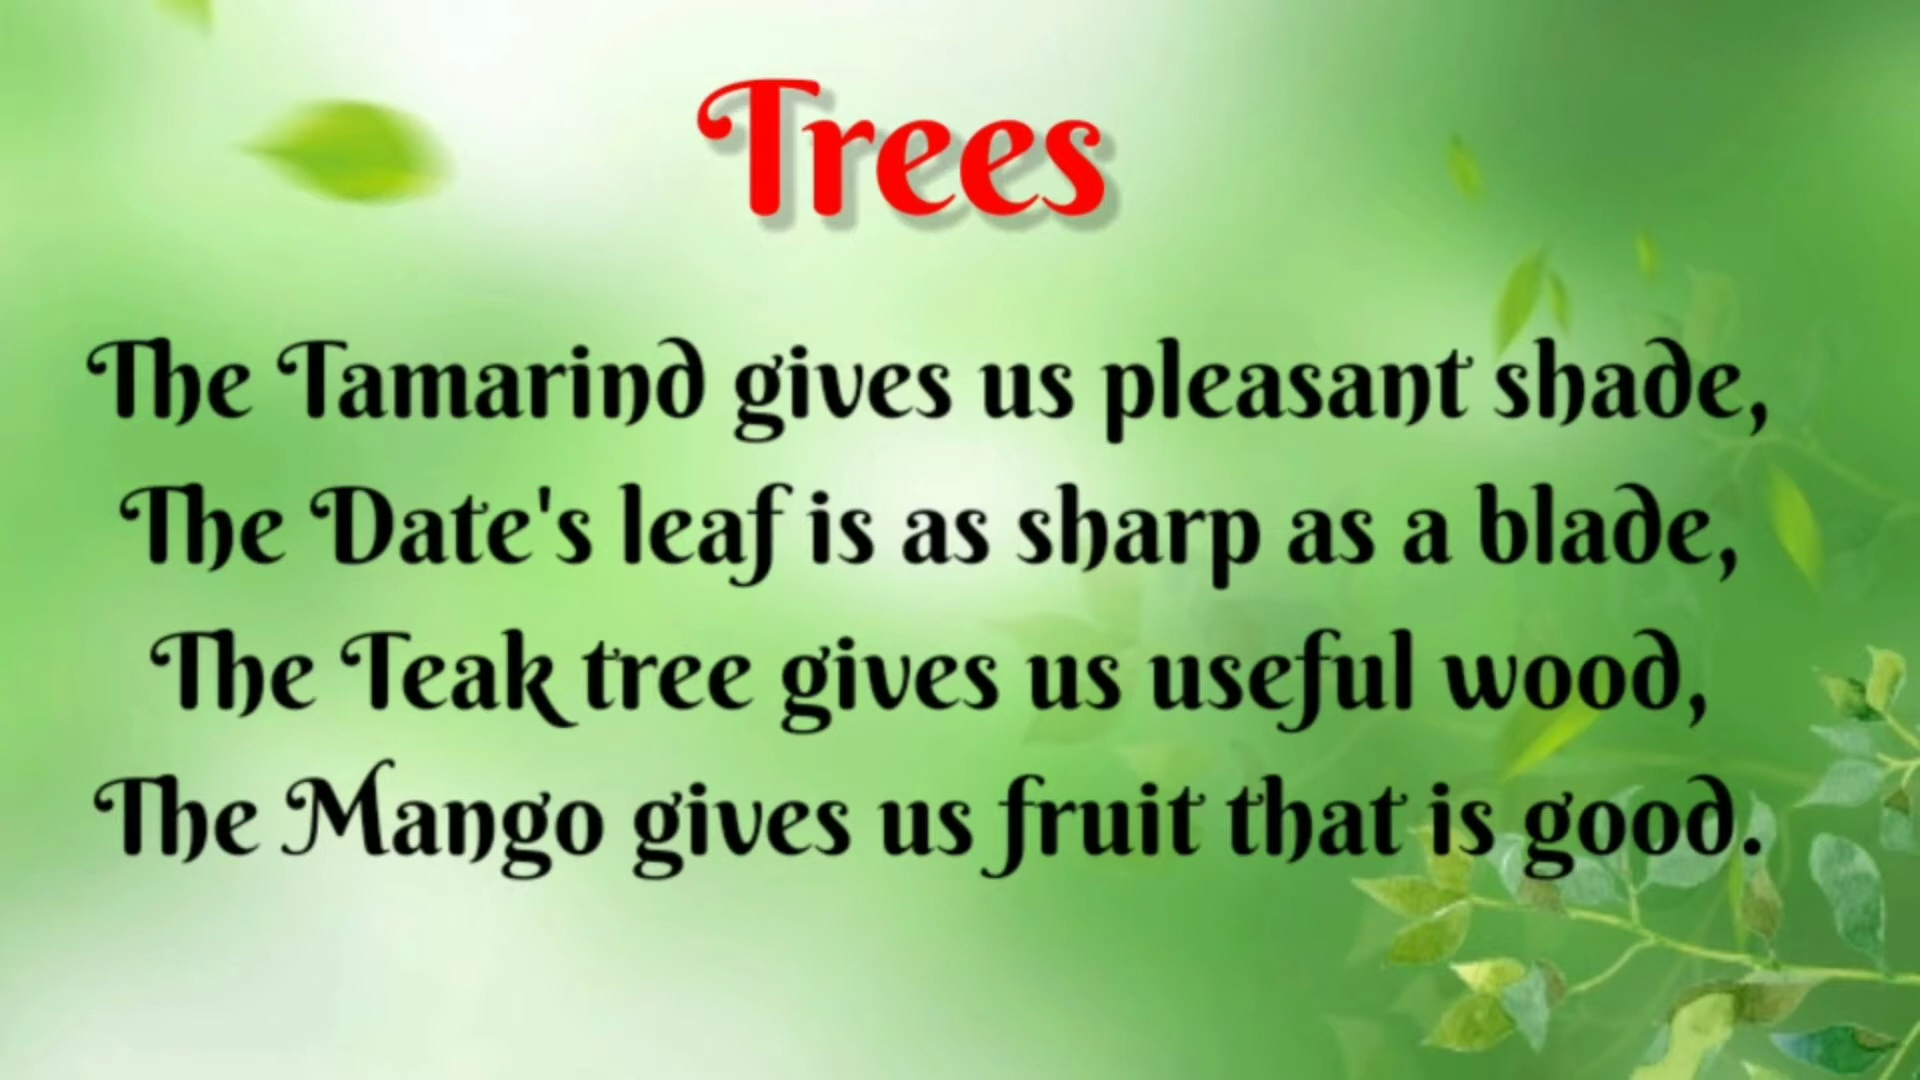 Trees
The Tamarind gives us pleasant shade,
The Date's leaf is as sharp as a blade,
The Teak tree gives us useful wood,
The Mango gives us fruit that is good.